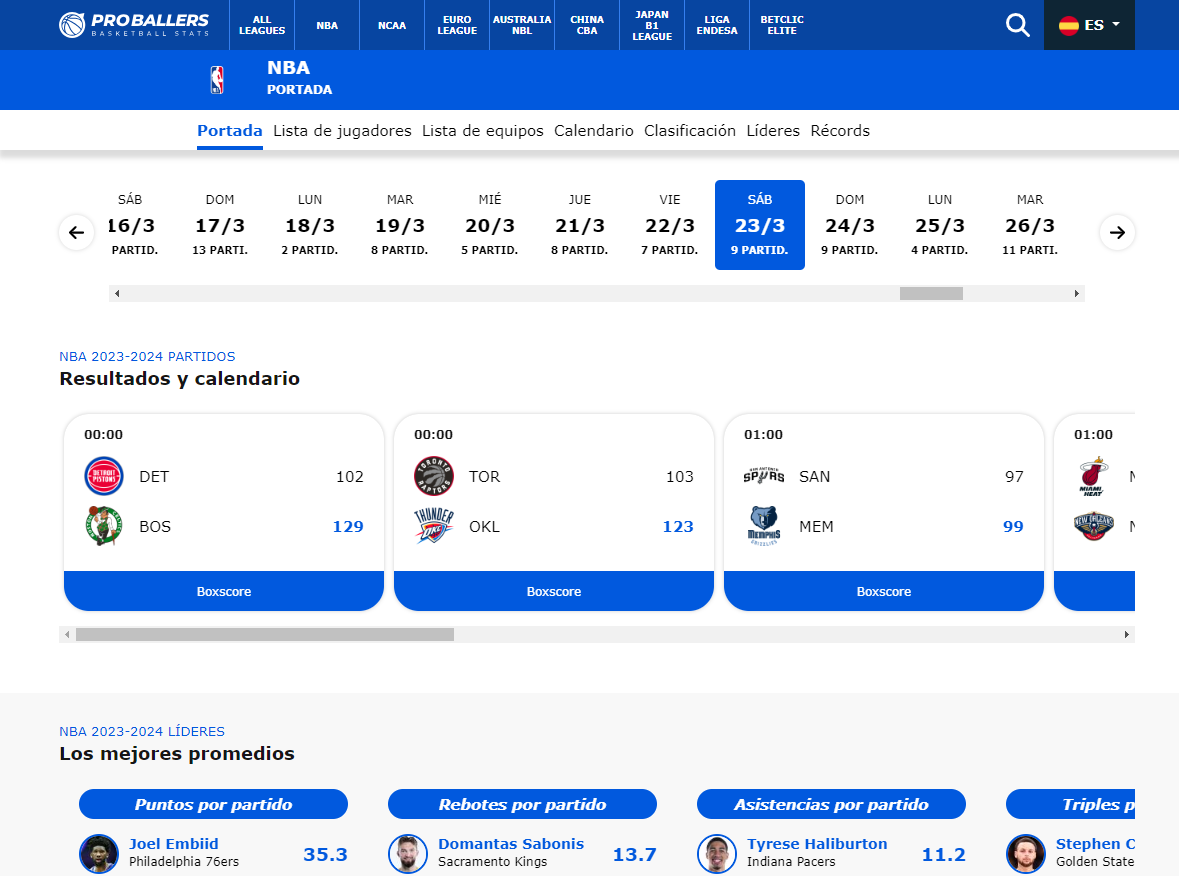 PRO BALLERS
BASKETBALL STATS
ALL LEAGUES
NBA
NCAA
EURO LEAGUE
AUSTRALIA NBL
CHINA CBA
JAPAN B1 LEAGUE
LIGA ENDESA
BETCLIC ELITE
ES
NBA
PORTADA
Portada Lista de jugadores Lista de equipos Calendario Clasificación Líderes Récords
SÁB DOM LUN MAR MIÉ JUE VIE SÁB DOM LUN MAR
16/3 17/3 18/3 19/3 20/3 21/3 22/3 23/3 24/3 25/3 26/3
PARTID. 13 PARTI. 2 PARTID. 8 PARTID. 5 PARTID. 8 PARTID. 7 PARTID. 9 PARTID. 9 PARTID. 4 PARTID. 11 PARTI.
NBA 2023-2024 PARTIDOS
Resultados y calendario
00:00
DET 102
BOS 129
Boxscore
00:00
TOR 103
OKL 123
Boxscore
01:00
SAN 97
MEM 99
Boxscore
01:00
NBA 2023-2024 LÍDERES
Los mejores promedios
Puntos por partido
Joel Embiid
Philadelphia 76ers
35.3
Rebotes por partido
Domantas Sabonis
Sacramento Kings
13.7
Asistencias por partido
Tyrese Haliburton
Indiana Pacers
11.2
Triples p
Stephen C
Golden State